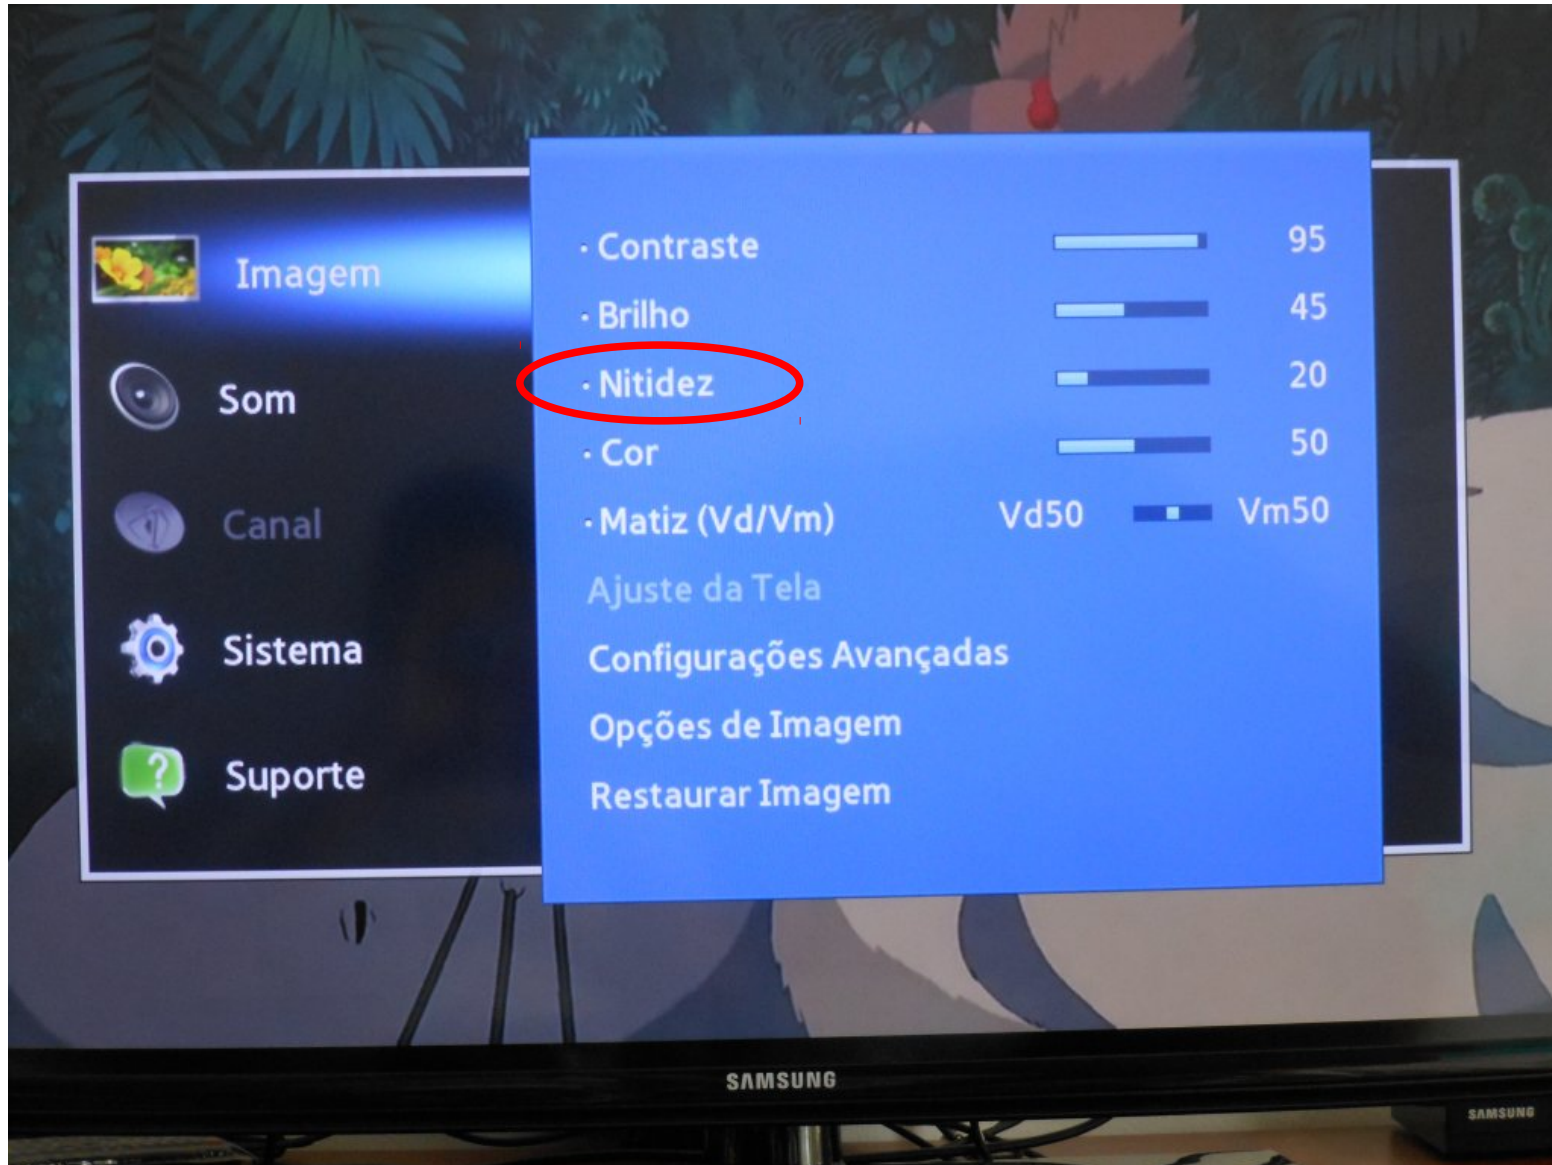 Imagem
Som
Canal
Sistema
Suporte
· Contraste 95
· Brilho 45
· Nitidez 20
· Cor 50
· Matiz (Vd/Vm) Vd50 Vm50
Ajuste da Tela
Configurações Avançadas
Opções de Imagem
Restaurar Imagem
SAMSUNG
SAMSUNG